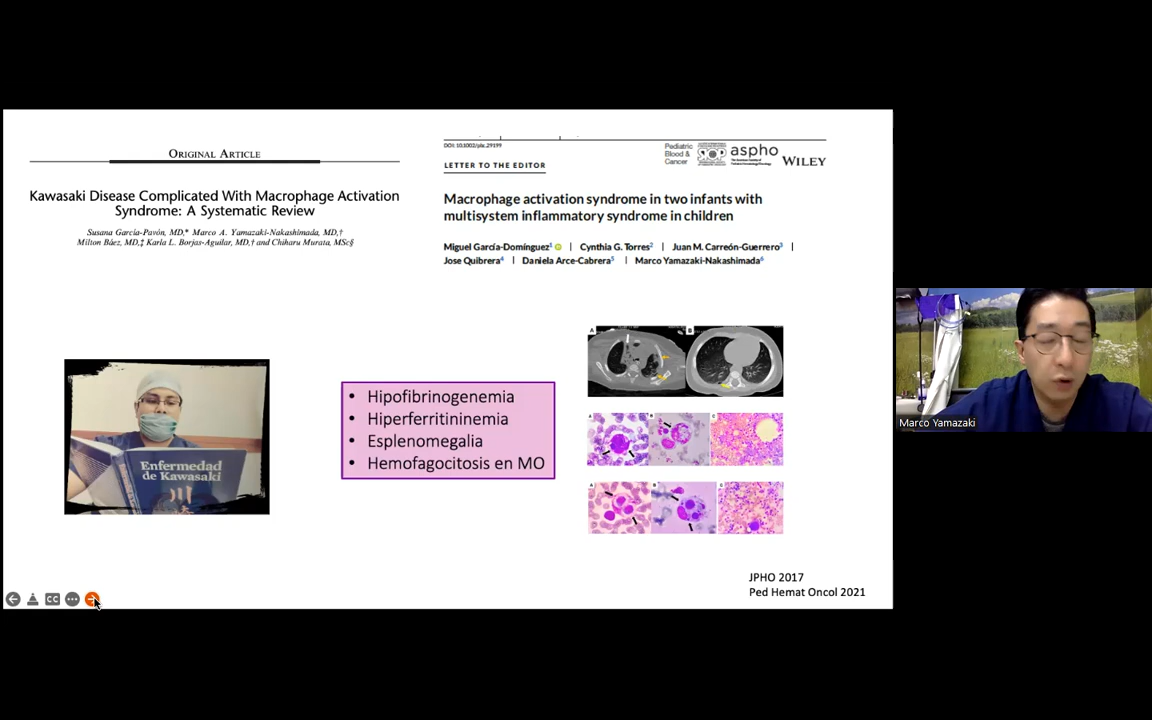 ORIGINAL ARTICLE
Kawasaki Disease Complicated With Macrophage Activation
Syndrome: A Systematic Review
Susana García-Pavón, MD,* Marco A. Yamazaki-Nakashimada, MD,†
Milton Báez, MD,‡ Karla L. Borjas-Aguilar, MD,† and Chiharu Murata, MSc§
DOI: 10.1002/pbc.29199
LETTER TO THE EDITOR
Pediatric
Blood &
Cancer
aspho
WILEY
Macrophage activation syndrome in two infants with
multisystem inflammatory syndrome in children
Miguel García-Domínguez1 | Cynthia G. Torres2 | Juan M. Carreón-Guerrero3 |
Jose Quibrera4 | Daniela Arce-Cabrera5 | Marco Yamazaki-Nakashimada6
Enfermedad
de Kawasaki
• Hipofibrinogenemia
• Hiperferritininemia
• Esplenomegalia
• Hemofagocitosis en MO
A
B
JPHO 2017
Ped Hemat Oncol 2021
CC
Marco Yamazaki